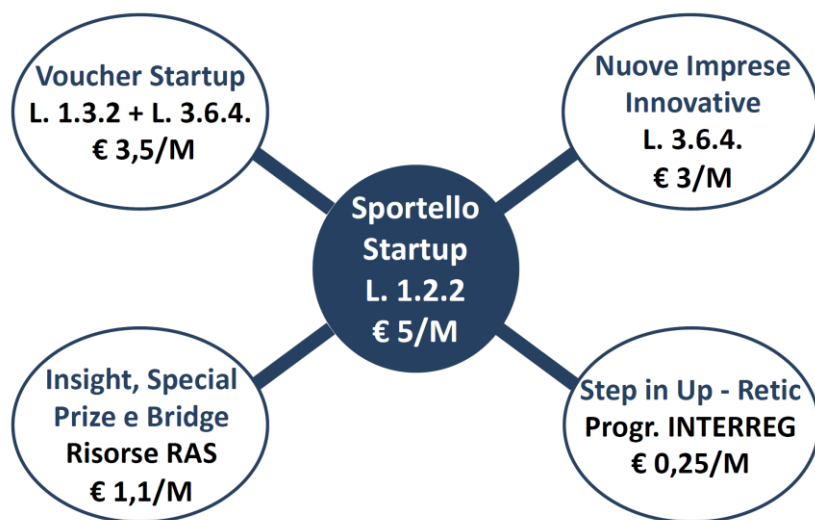 Voucher Startup
L. 1.3.2 + L. 3.6.4.
€ 3,5/M
Nuove Imprese
Innovative
L. 3.6.4.
€ 3/M
Sportello
Startup
L. 1.2.2
€ 5/M
Insight, Special
Prize e Bridge
Risorse RAS
€ 1,1/M
Step in Up - Retic
Progr. INTERREG
€ 0,25/M